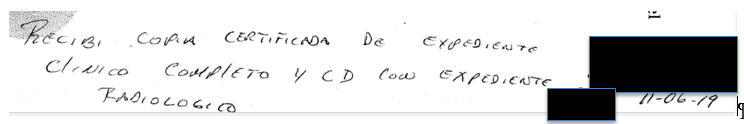 RECIBI COPIA CERTIFICADA DE EXPEDIENTE
CLINICO COMPLETO Y CD CON EXPEDIENTE
RADIOLOGICO
11-06-19